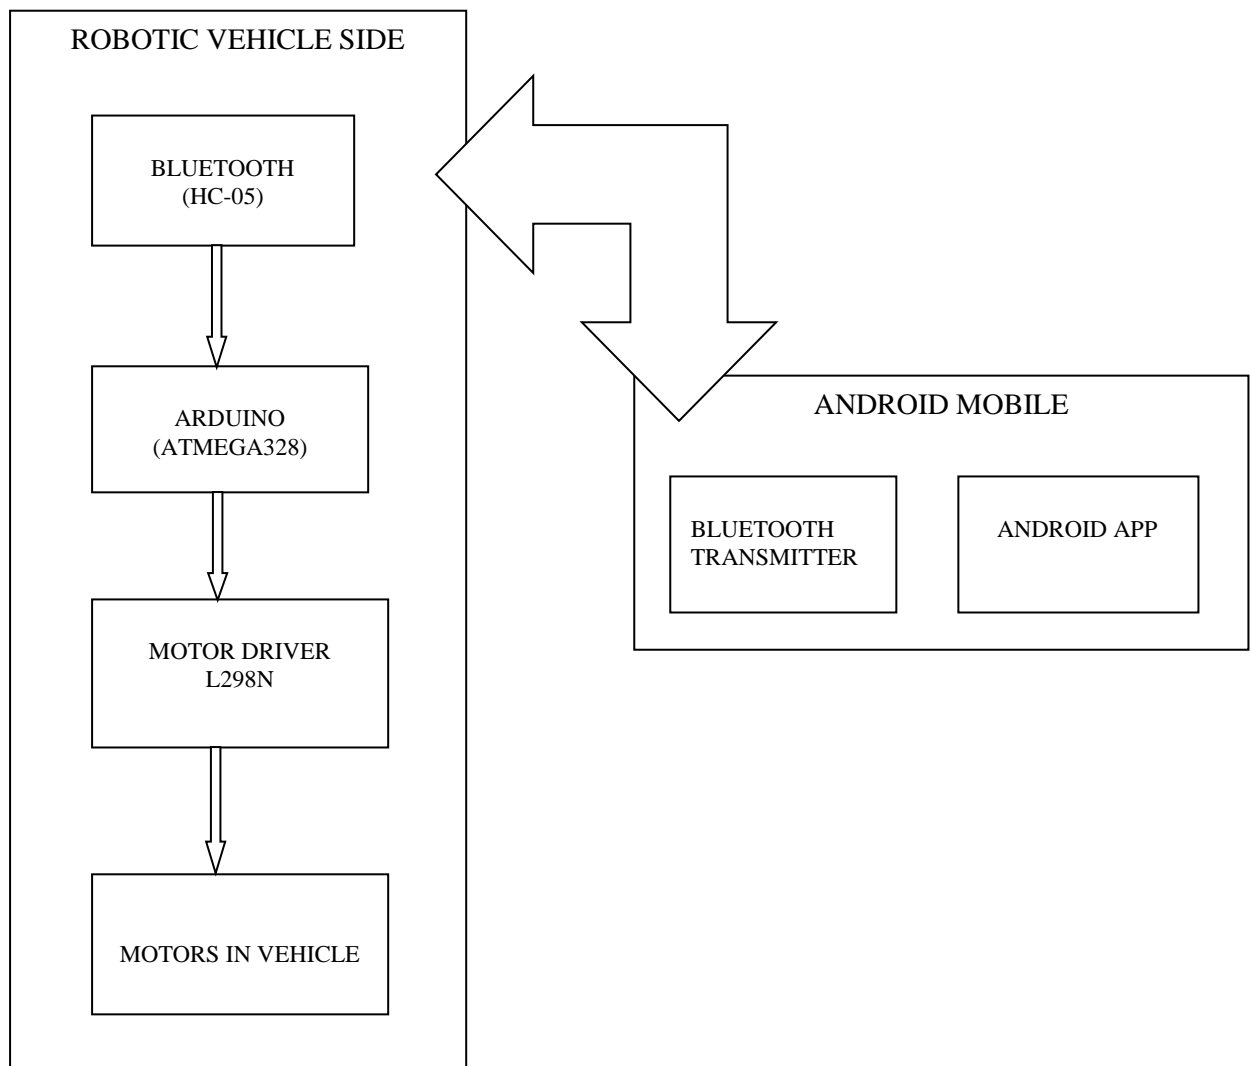 ROBOTIC VEHICLE SIDE
BLUETOOTH
(HC-05)
ARDUINO
(ATMEGA328)
MOTOR DRIVER
L298N
MOTORS IN VEHICLE
ANDROID MOBILE
BLUETOOTH
TRANSMITTER
ANDROID APP